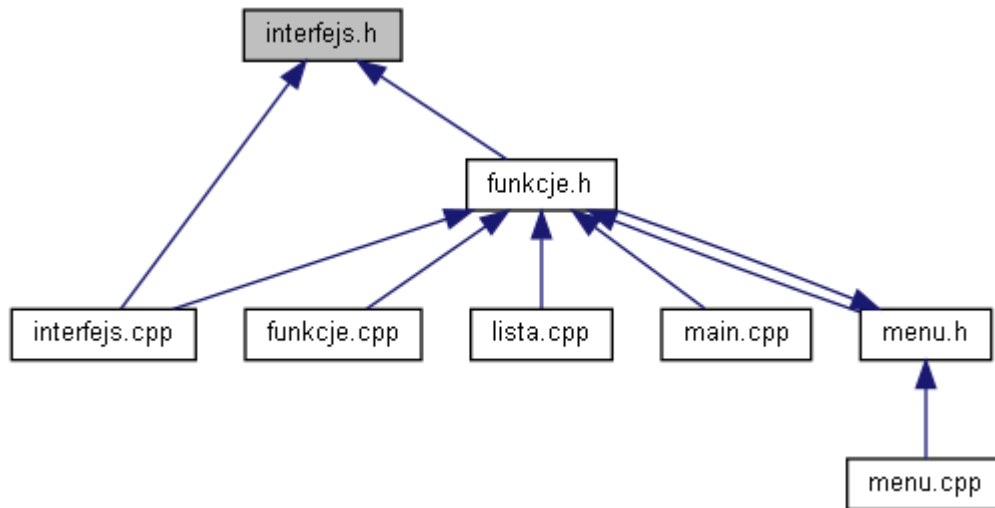 interfejs.h
funkcje.h
interfejs.cpp
funkcje.cpp
lista.cpp
main.cpp
menu.h
menu.cpp